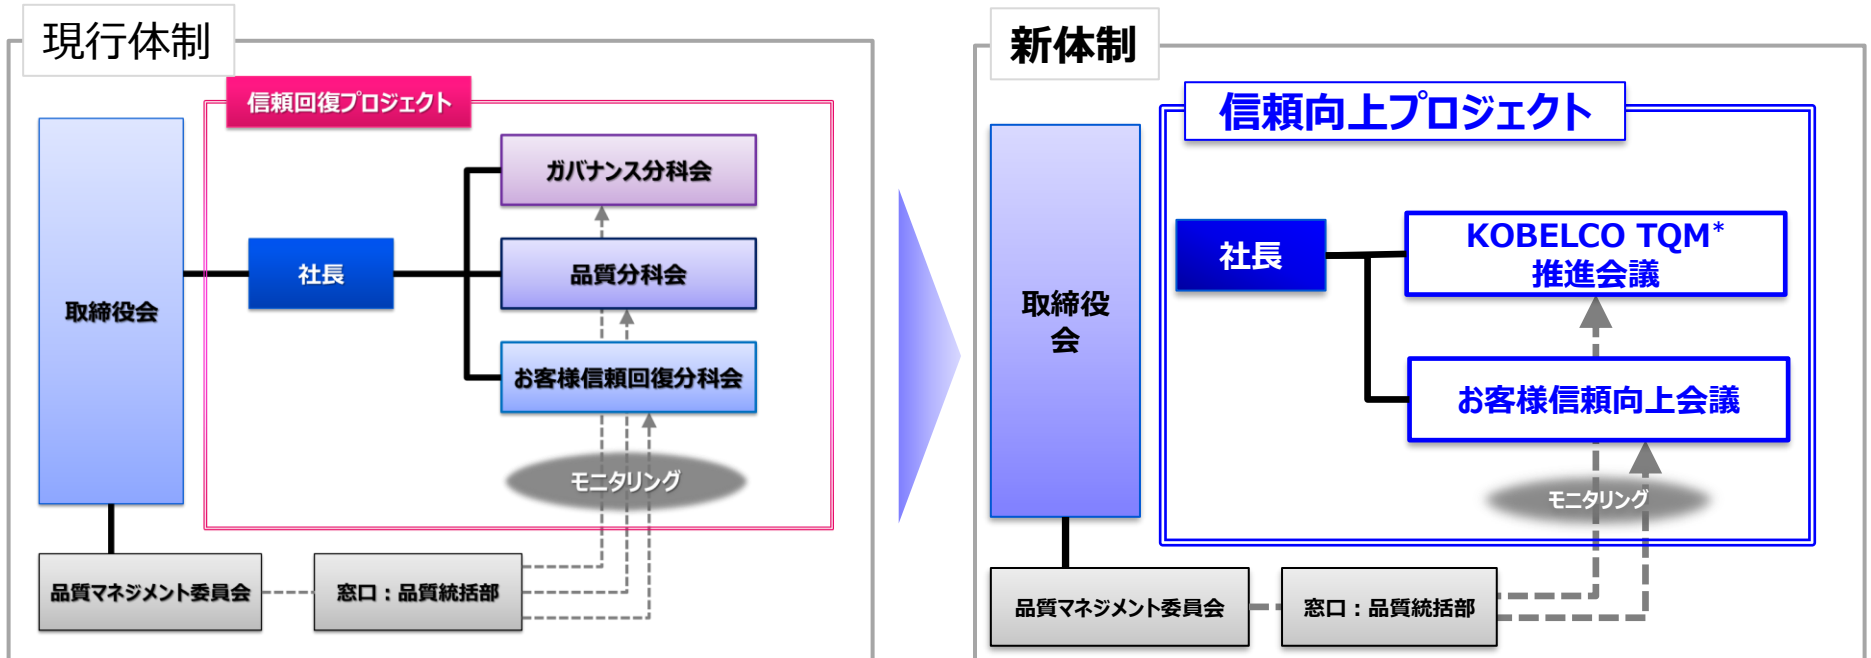 現行体制
信頼回復プロジェクト
ガバナンス分科会
品質分科会
社長
取締役会
お客様信頼回復分科会
モニタリング
品質マネジメント委員会
窓口：品質統括部
新体制
信頼向上プロジェクト
社長
KOBELCO TQM*
推進会議
取締役
会
お客様信頼向上会議
モニタリング
品質マネジメント委員会
窓口：品質統括部